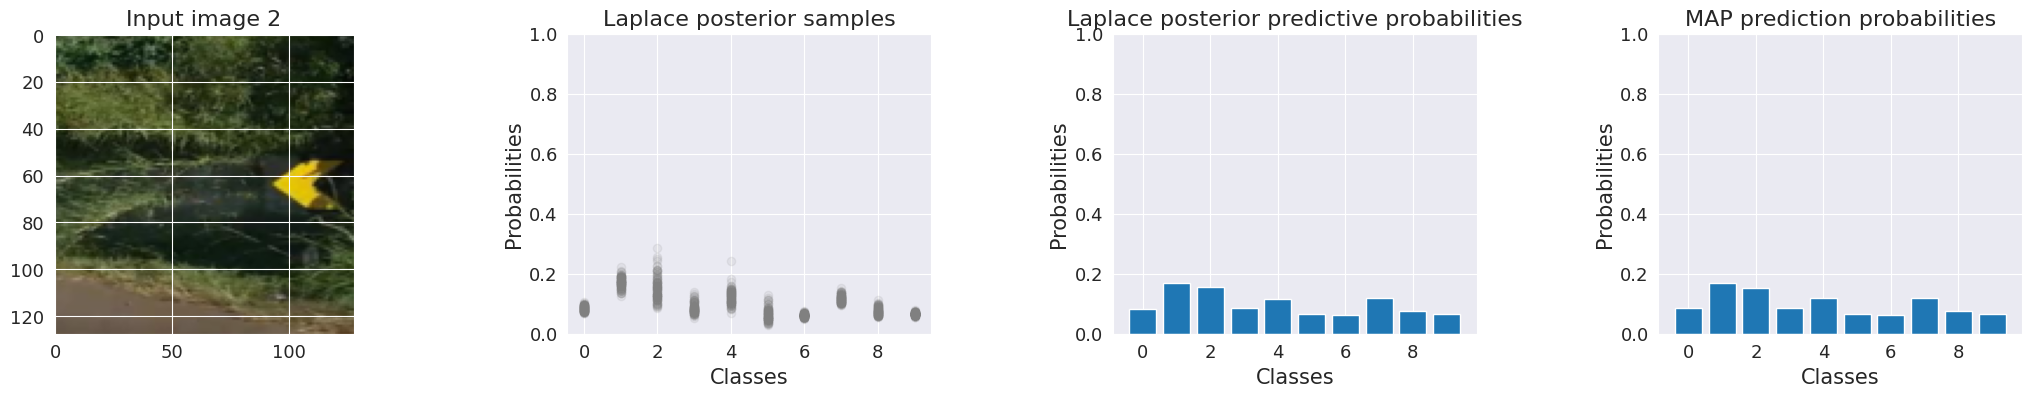 Input image 2
0
20
40
60
80
100
120
0 50 100
Laplace posterior samples
1.0
0.8
0.6
0.4
0.2
0.0
Probabilities
0 2 4 6 8
Classes
Laplace posterior predictive probabilities
1.0
0.8
0.6
0.4
0.2
0.0
Probabilities
0 2 4 6 8
Classes
MAP prediction probabilities
1.0
0.8
0.6
0.4
0.2
0.0
Probabilities
0 2 4 6 8
Classes